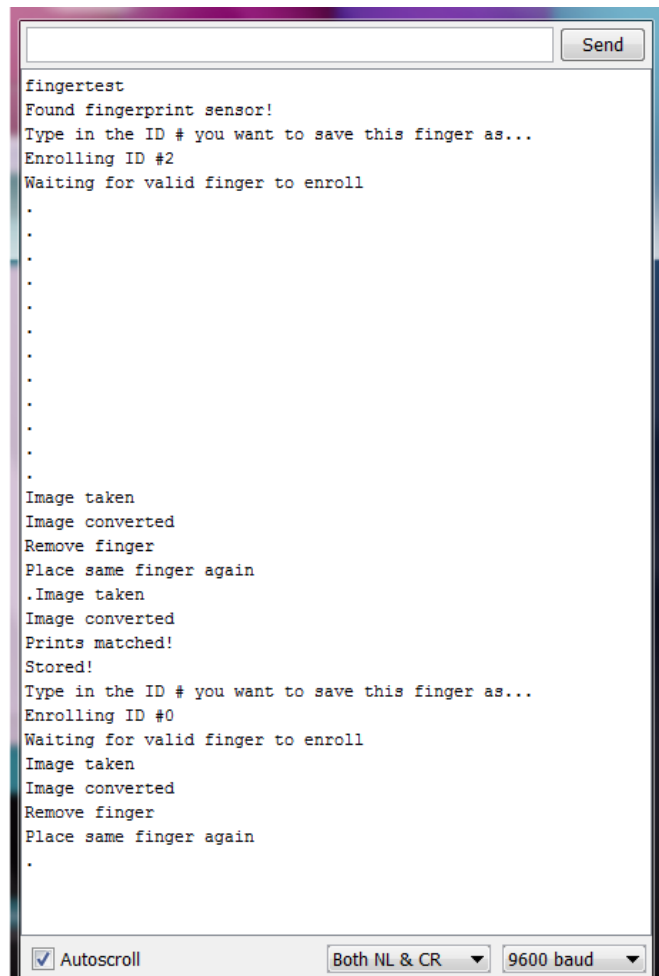 Send
fingertest
Found fingerprint sensor!
Type in the ID # you want to save this finger as...
Enrolling ID #2
Waiting for valid finger to enroll
.
.
.
.
.
.
.
.
.
.
.
.
Image taken
Image converted
Remove finger
Place same finger again
.Image taken
Image converted
Prints matched!
Stored!
Type in the ID # you want to save this finger as...
Enrolling ID #0
Waiting for valid finger to enroll
Image taken
Image converted
Remove finger
Place same finger again
.
Autoscroll Both NL & CR 9600 baud